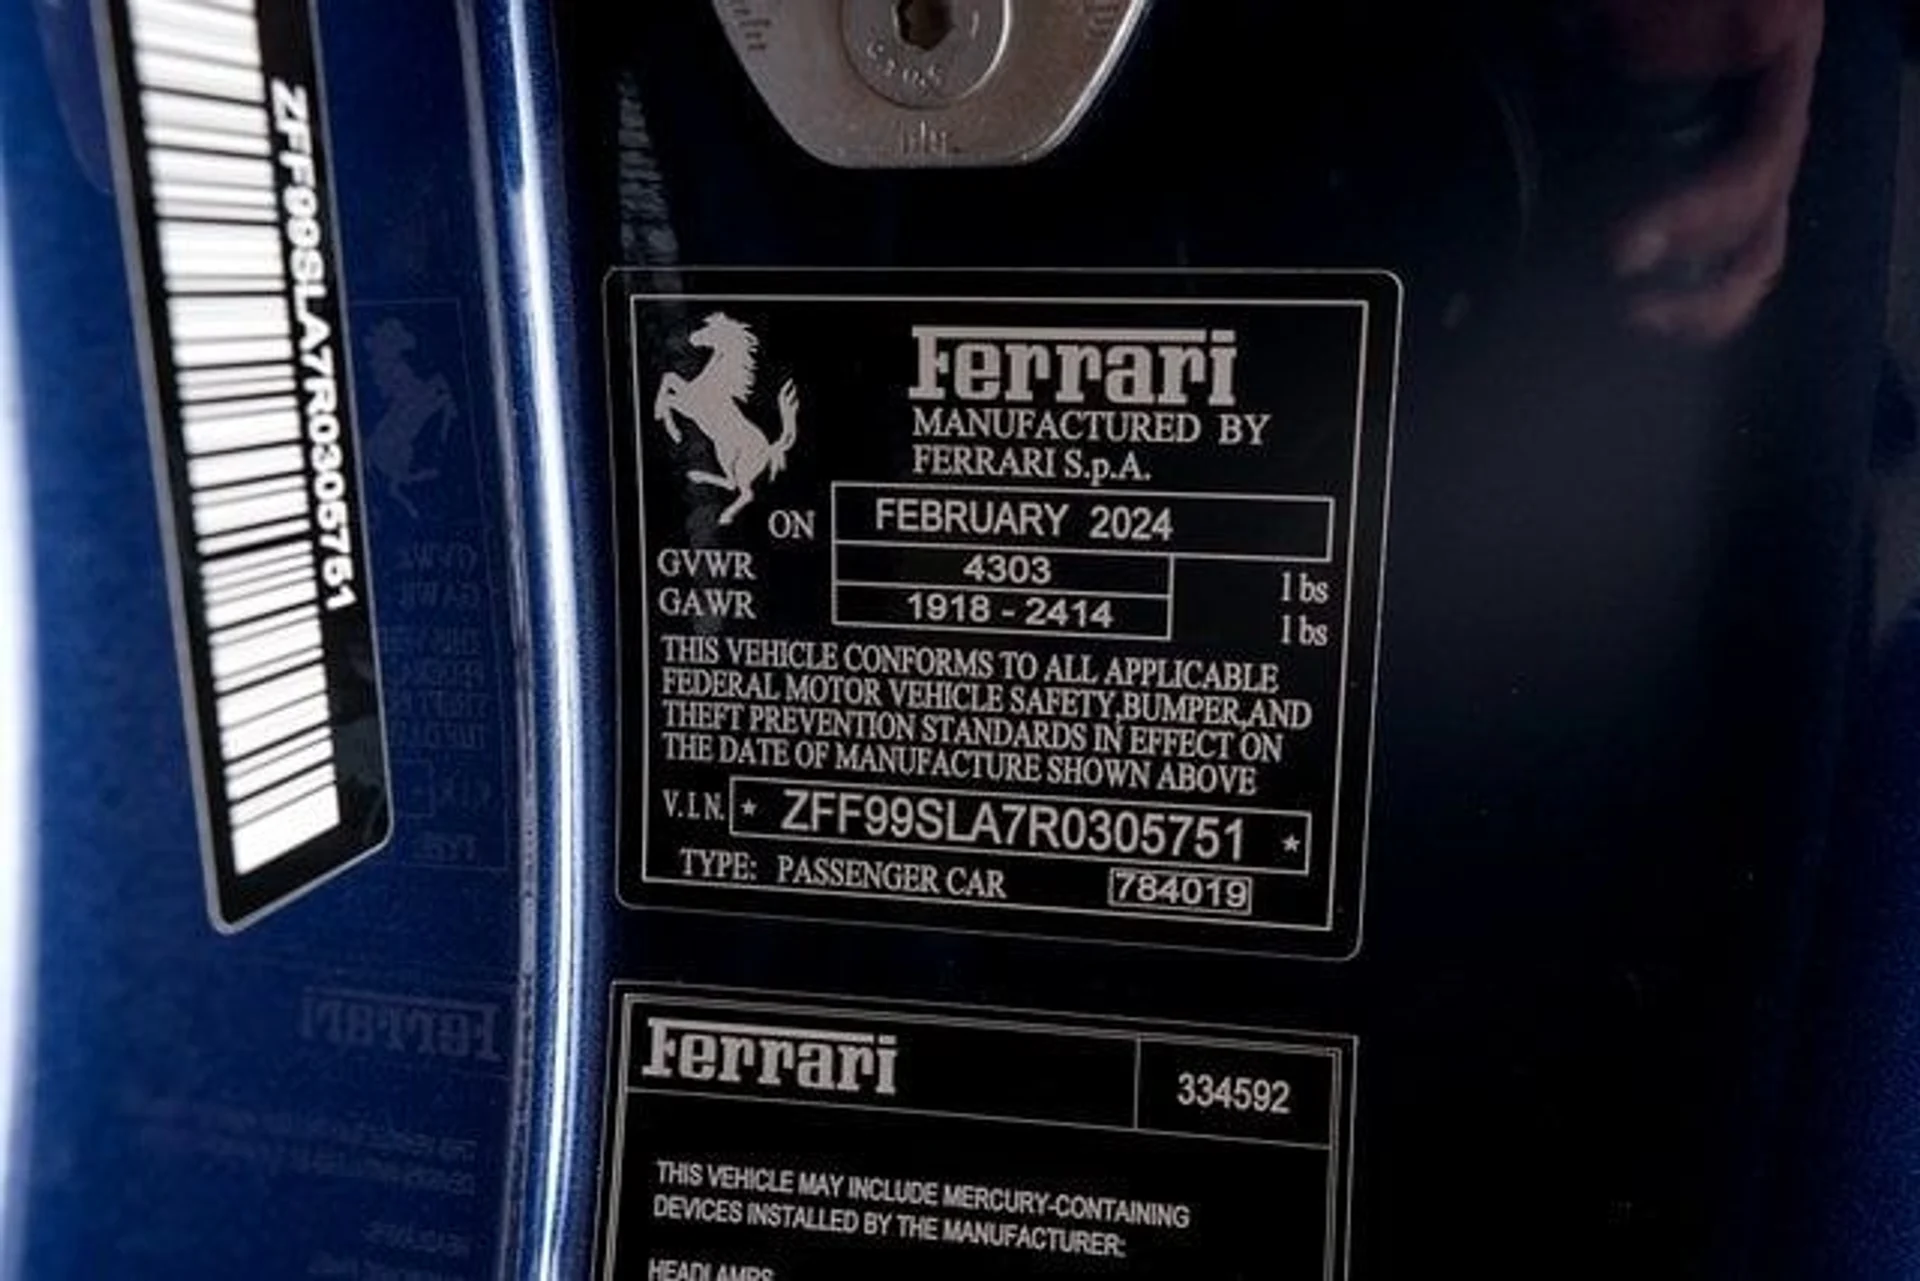 ZFF99SLA7R0305751
Ferrari
MANUFACTURED BY
FERRARI S.p.A.
ON FEBRUARY 2024
GVWR 4303 lbs
GAWR 1918 - 2414 lbs
THIS VEHICLE CONFORMS TO ALL APPLICABLE
FEDERAL MOTOR VEHICLE SAFETY,BUMPER,AND
THEFT PREVENTION STANDARDS IN EFFECT ON
THE DATE OF MANUFACTURE SHOWN ABOVE
V.I.N. * ZFF99SLA7R0305751 *
TYPE: PASSENGER CAR 784019
Ferrari 334592
THIS VEHICLE MAY INCLUDE MERCURY-CONTAINING
DEVICES INSTALLED BY THE MANUFACTURER:
HEADLAMPS